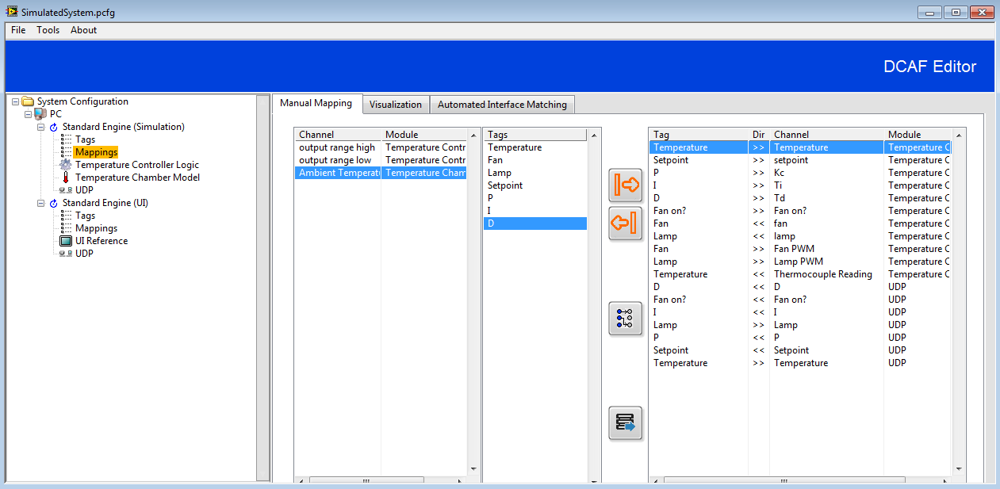 SimulatedSystem.pcfg
File Tools About
DCAF Editor
System Configuration
PC
Standard Engine (Simulation)
Tags
Mappings
Temperature Controller Logic
Temperature Chamber Model
UDP
Standard Engine (UI)
Tags
Mappings
UI Reference
UDP
Manual Mapping Visualization Automated Interface Matching
Channel Module
output range high Temperature Contr
output range low Temperature Contr
Ambient Temperat Temperature Cham
Tags
Temperature
Fan
Lamp
Setpoint
P
I
D
Tag Dir Channel Module
Temperature >> Temperature Temperature C
Setpoint >> setpoint Temperature C
P >> Kc Temperature C
I >> Ti Temperature C
D >> Td Temperature C
Fan on? >> Fan on? Temperature C
Fan << fan Temperature C
Lamp << lamp Temperature C
Fan >> Fan PWM Temperature C
Lamp >> Lamp PWM Temperature C
Temperature << Thermocouple Reading Temperature C
D << D UDP
Fan on? << Fan on? UDP
I << I UDP
Lamp >> Lamp UDP
P << P UDP
Setpoint << Setpoint UDP
Temperature >> Temperature UDP